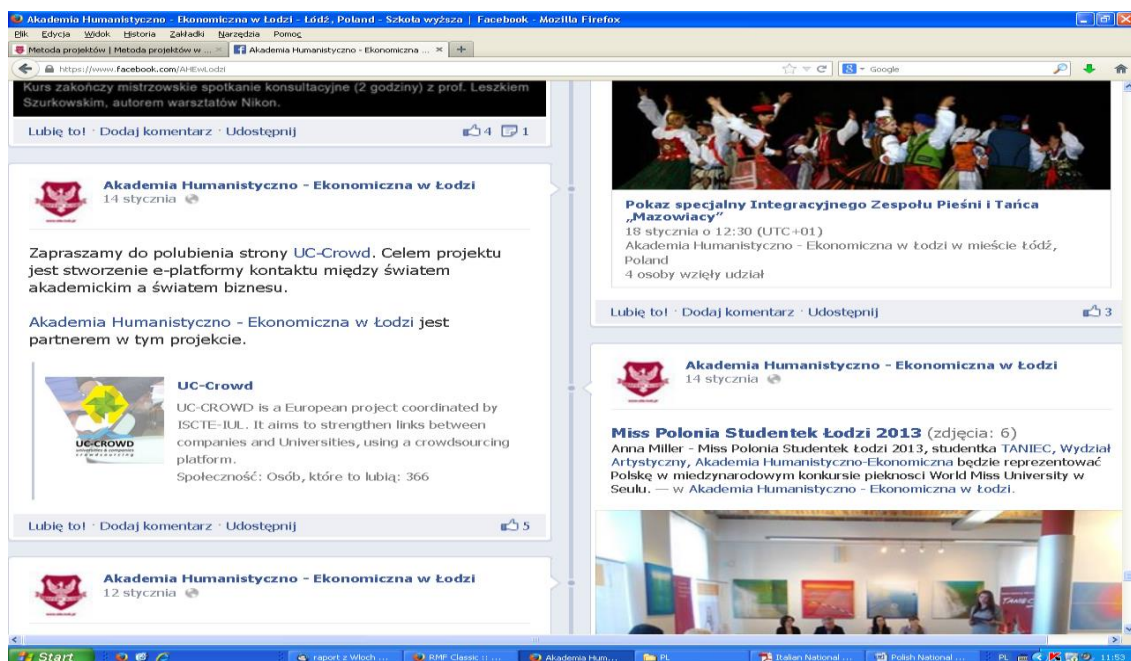 Akademia Humanistyczno - Ekonomiczna w Łodzi - Łódź, Poland - Szkoła wyższa | Facebook - Mozilla Firefox
Plik Edycja Widok Historia Zakładki Narzędzia Pomoc
Metoda projektów | Metoda projektów w ...
Akademia Humanistyczno - Ekonomiczna ...
https://www.facebook.com/AHEwLodzi
Google
Kurs zakończy mistrzowskie spotkanie konsultacyjne (2 godziny) z prof. Leszkiem
Szurkowskim, autorem warsztatów Nikon.
Lubię to! · Dodaj komentarz · Udostępnij 4 1
Akademia Humanistyczno - Ekonomiczna w Łodzi
14 stycznia
Zapraszamy do polubienia strony UC-Crowd. Celem projektu
jest stworzenie e-platformy kontaktu między światem
akademickim a światem biznesu.
Akademia Humanistyczno - Ekonomiczna w Łodzi jest
partnerem w tym projekcie.
UC-CROWD
universities & companies
crowdsourcing
UC-Crowd
UC-CROWD is a European project coordinated by
ISCTE-IUL. It aims to strengthen links between
companies and Universities, using a crowdsourcing
platform.
Społeczność: Osób, które to lubią: 366
Lubię to! · Dodaj komentarz · Udostępnij 5
Akademia Humanistyczno - Ekonomiczna w Łodzi
12 stycznia
Pokaz specjalny Integracyjnego Zespołu Pieśni i Tańca
„Mazowiacy”
18 stycznia o 12:30 (UTC+01)
Akademia Humanistyczno - Ekonomiczna w Łodzi w mieście Łódź,
Poland
4 osoby wzięły udział
Lubię to! · Dodaj komentarz · Udostępnij 3
Akademia Humanistyczno - Ekonomiczna w Łodzi
14 stycznia
Miss Polonia Studentek Łodzi 2013 (zdjęcia: 6)
Anna Miller - Miss Polonia Studentek Łodzi 2013, studentka TANIEC, Wydział
Artystyczny, Akademia Humanistyczno-Ekonomiczna będzie reprezentować
Polskę w miedzynarodowym konkursie pieknosci World Miss University w
Seulu. — w Akademia Humanistyczno - Ekonomiczna w Łodzi.
TANIEC
Start
raport z Wloch ...
RMF Classic :: ...
Akademia Hum...
PL
Italian National ...
Polish National ...
PL
11:53